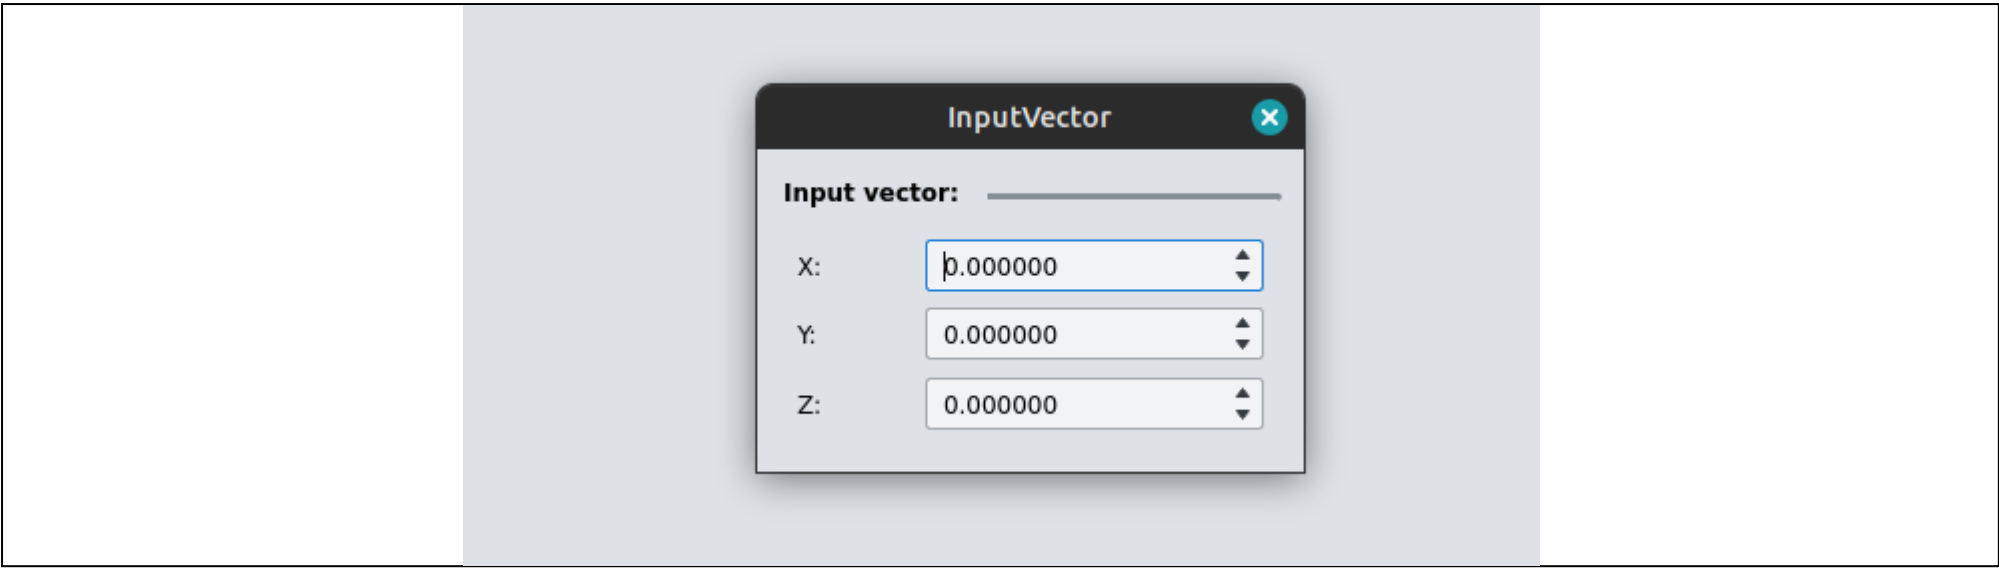 InputVector
Input vector:
X: 0.000000
Y: 0.000000
Z: 0.000000